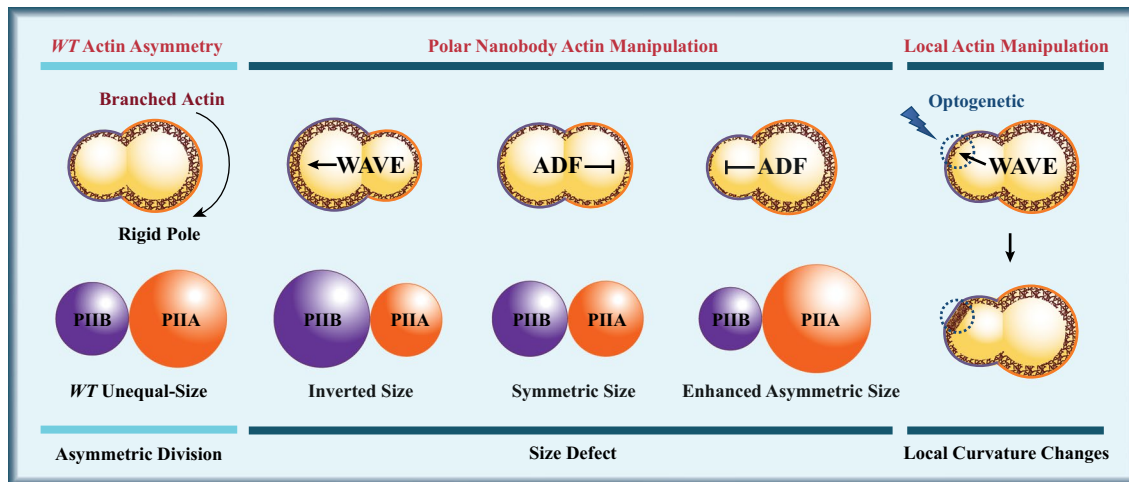 WT Actin Asymmetry
Polar Nanobody Actin Manipulation
Local Actin Manipulation
Branched Actin
Rigid Pole
WAVE
ADF
ADF
Optogenetic
WAVE
PIIB
PIIA
PIIB
PIIA
PIIB
PIIA
PIIB
PIIA
WT Unequal-Size
Inverted Size
Symmetric Size
Enhanced Asymmetric Size
Asymmetric Division
Size Defect
Local Curvature Changes